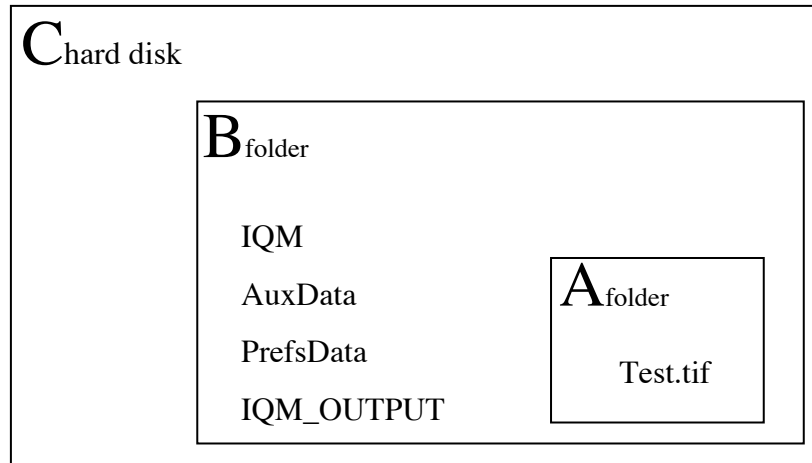 Chard disk
Bfolder
IQM
AuxData
PrefsData
IQM_OUTPUT
Afolder
Test.tif